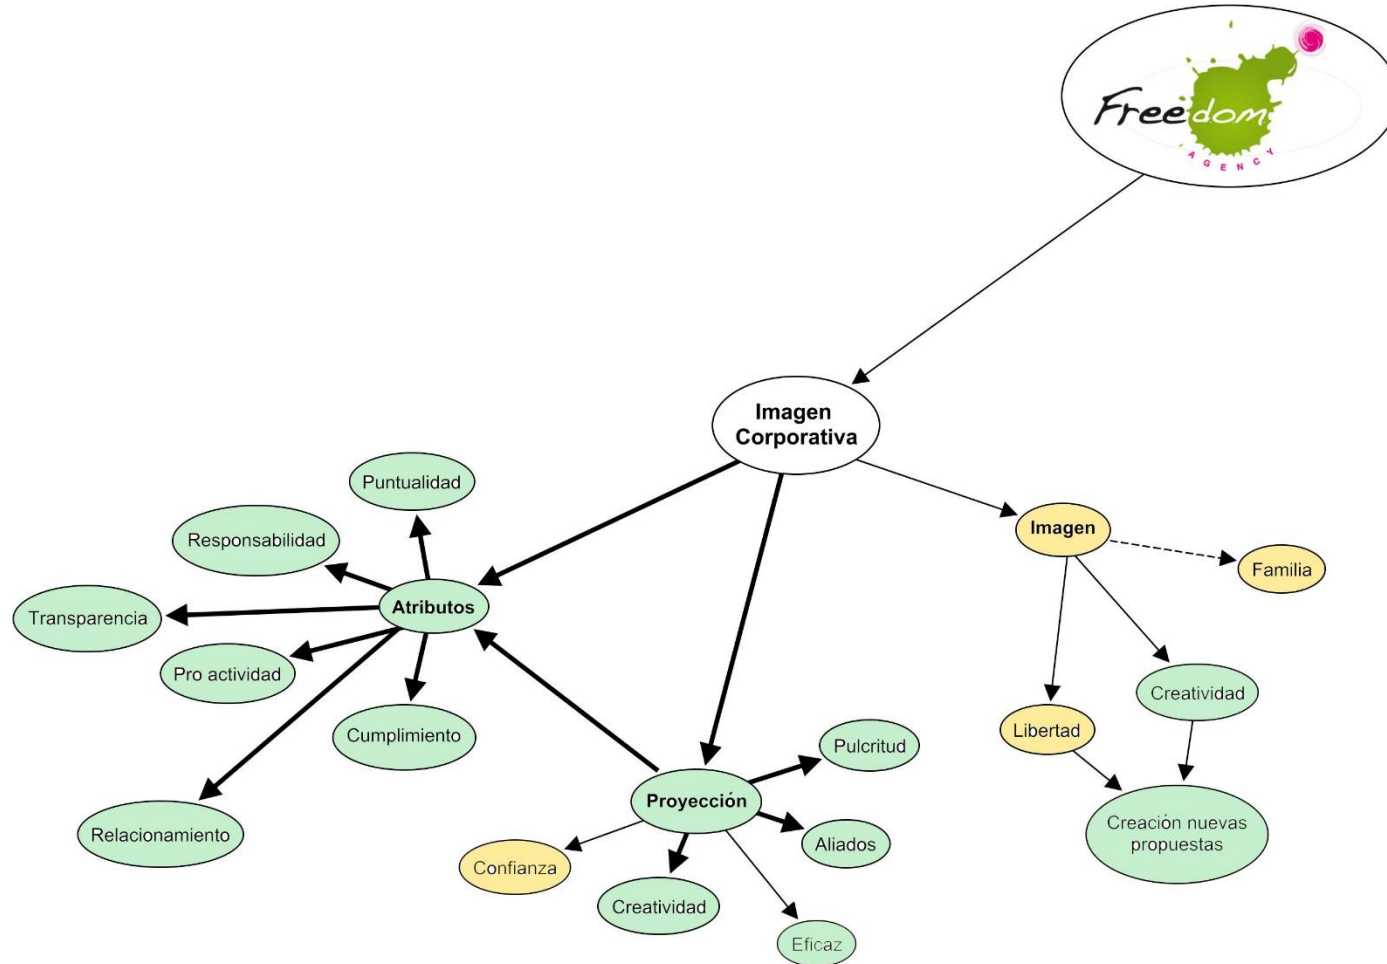 Freedom
AGENCY
Imagen
Corporativa
Puntualidad
Responsabilidad
Imagen
Familia
Atributos
Transparencia
Pro actividad
Creatividad
Cumplimiento
Libertad
Pulcritud
Proyección
Relacionamiento
Creación nuevas
propuestas
Aliados
Confianza
Creatividad
Eficaz